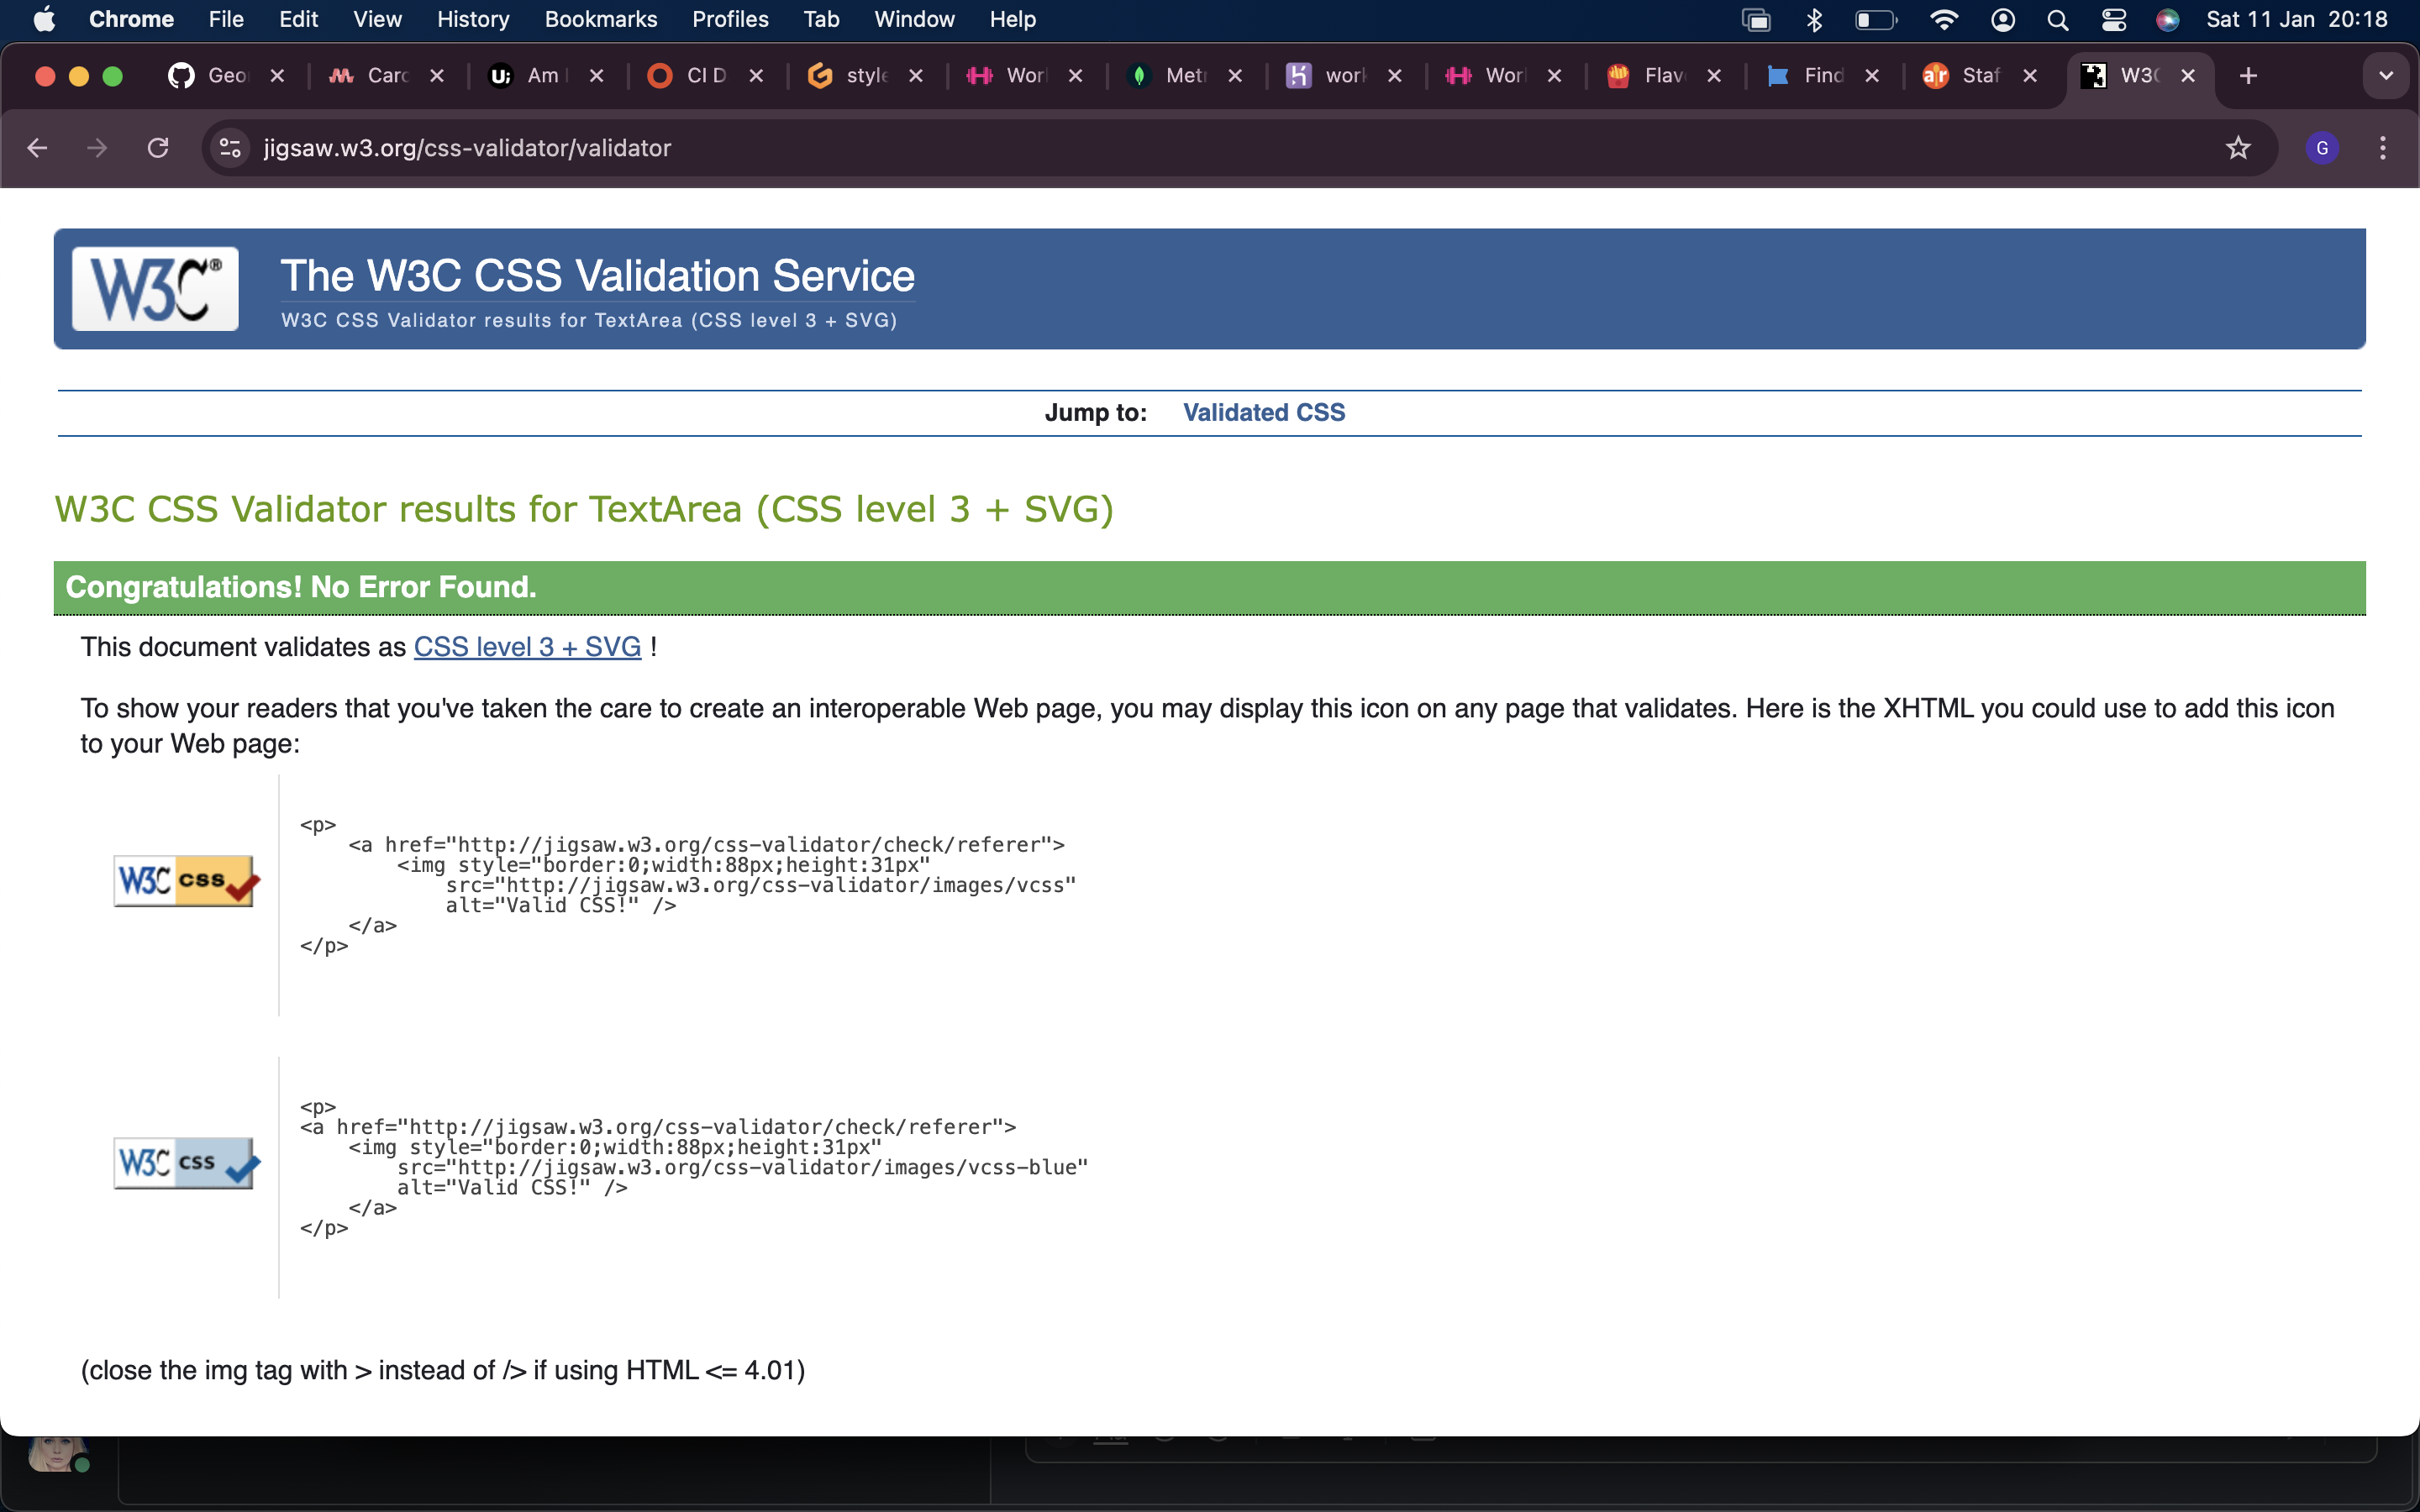 Chrome File Edit View History Bookmarks Profiles Tab Window Help Sat 11 Jan 20:18
Geo Card Am CI D style Wor Met work Wor Flav Find Staf W3C
jigsaw.w3.org/css-validator/validator
W3C® The W3C CSS Validation Service
W3C CSS Validator results for TextArea (CSS level 3 + SVG)
Jump to: Validated CSS
W3C CSS Validator results for TextArea (CSS level 3 + SVG)
Congratulations! No Error Found.
This document validates as CSS level 3 + SVG !
To show your readers that you've taken the care to create an interoperable Web page, you may display this icon on any page that validates. Here is the XHTML you could use to add this icon
to your Web page:
<p>
<a href="http://jigsaw.w3.org/css-validator/check/referer">
<img style="border:0;width:88px;height:31px"
W3C css
src="http://jigsaw.w3.org/css-validator/images/vcss"
alt="Valid CSS!" />
</a>
</p>
<p>
<a href="http://jigsaw.w3.org/css-validator/check/referer">
<img style="border:0;width:88px;height:31px"
W3C css
src="http://jigsaw.w3.org/css-validator/images/vcss-blue"
alt="Valid CSS!" />
</a>
</p>
(close the img tag with > instead of /> if using HTML <= 4.01)